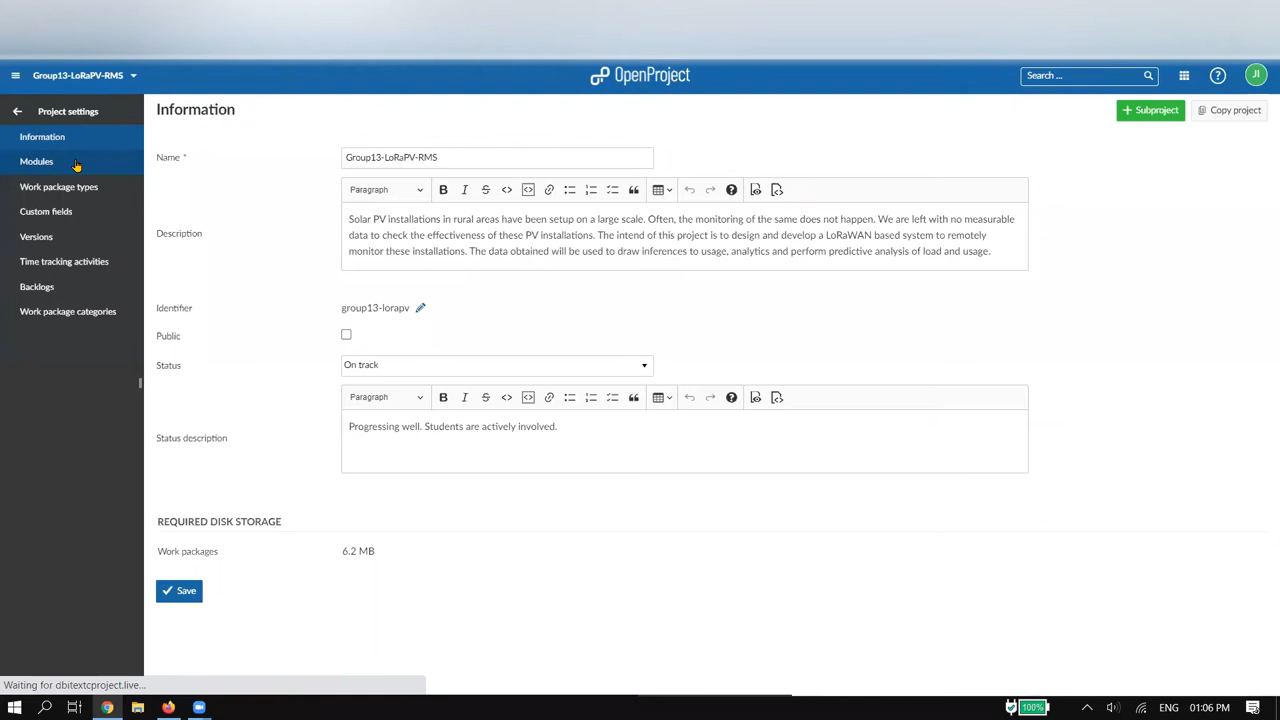 Group13-LoRaPV-RMS
OpenProject
Search ...
JI
Project settings
Information
Modules
Work package types
Custom fields
Versions
Time tracking activities
Backlogs
Work package categories
Information
Subproject
Copy project
Name *
Group13-LoRaPV-RMS
Paragraph
Description
Solar PV installations in rural areas have been setup on a large scale. Often, the monitoring of the same does not happen. We are left with no measurable
data to check the effectiveness of these PV installations. The intend of this project is to design and develop a LoRaWAN based system to remotely
monitor these installations. The data obtained will be used to draw inferences to usage, analytics and perform predictive analysis of load and usage.
Identifier
group13-lorapv
Public
Status
On track
Paragraph
Status description
Progressing well. Students are actively involved.
REQUIRED DISK STORAGE
Work packages
6.2 MB
Save
Waiting for dbitextcproject.live...
100%
ENG
01:06 PM